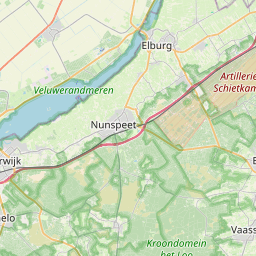 Elburg
Artillerie
Schietkam
Veluwerandmeren
Nunspeet
rwijk
elo
E
Vaass
Kroondomein
het Loo